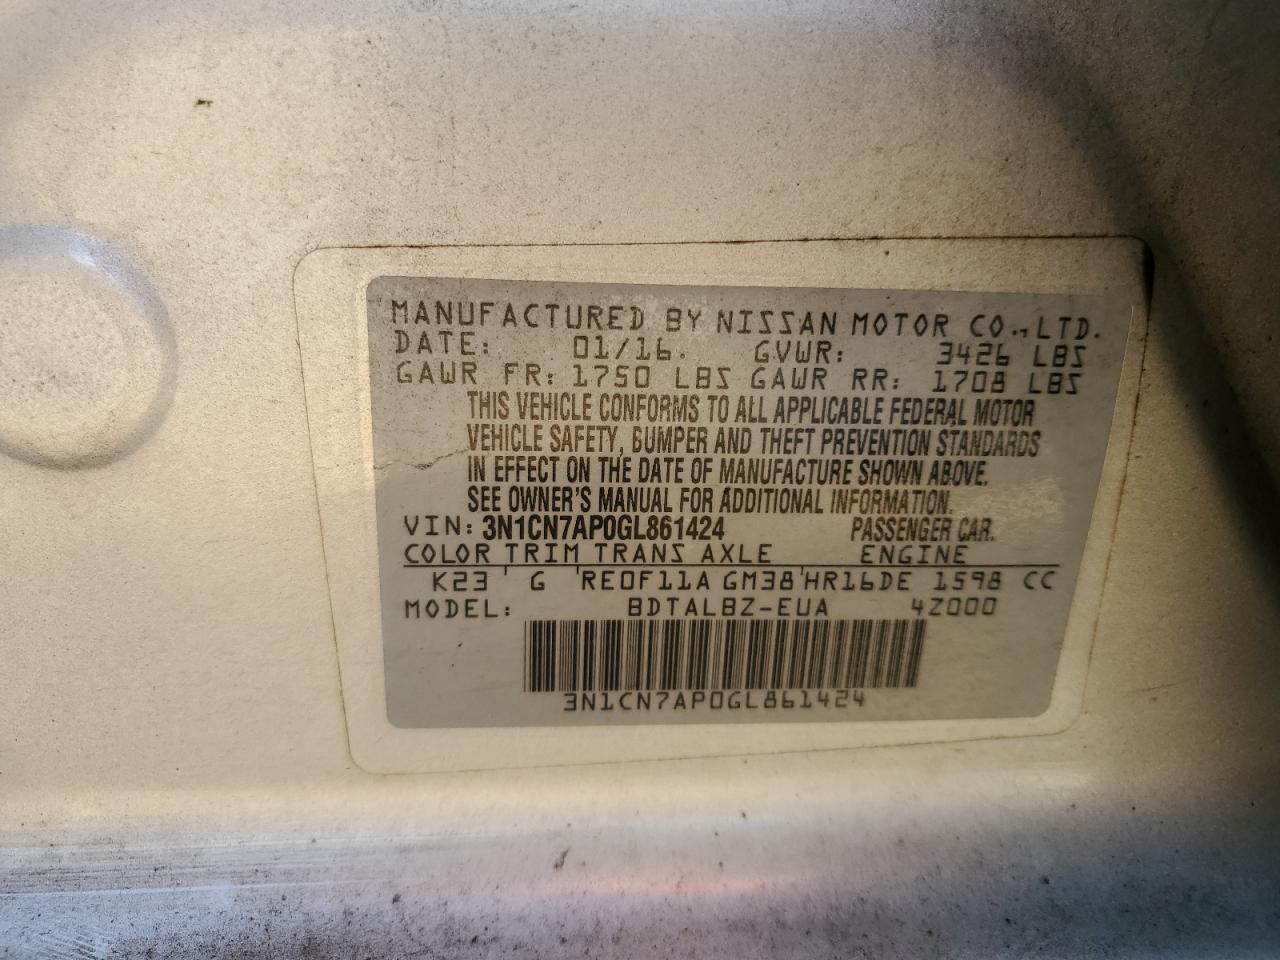 MANUFACTURED BY NISSAN MOTOR CO., LTD.
DATE: 01/16. GVWR: 3426 LBS
GAWR FR: 1750 LBS GAWR RR: 1708 LBS
THIS VEHICLE CONFORMS TO ALL APPLICABLE FEDERAL MOTOR
VEHICLE SAFETY, BUMPER AND THEFT PREVENTION STANDARDS
IN EFFECT ON THE DATE OF MANUFACTURE SHOWN ABOVE.
SEE OWNER'S MANUAL FOR ADDITIONAL INFORMATION.
VIN: 3N1CN7AP0GL861424 PASSENGER CAR.
COLOR TRIM TRANS AXLE ENGINE
K23 ' G 'RE0F11A GM38'HR16DE 1598 CC
MODEL: BDTALBZ-EUA 4Z000
3N1CN7AP0GL861424